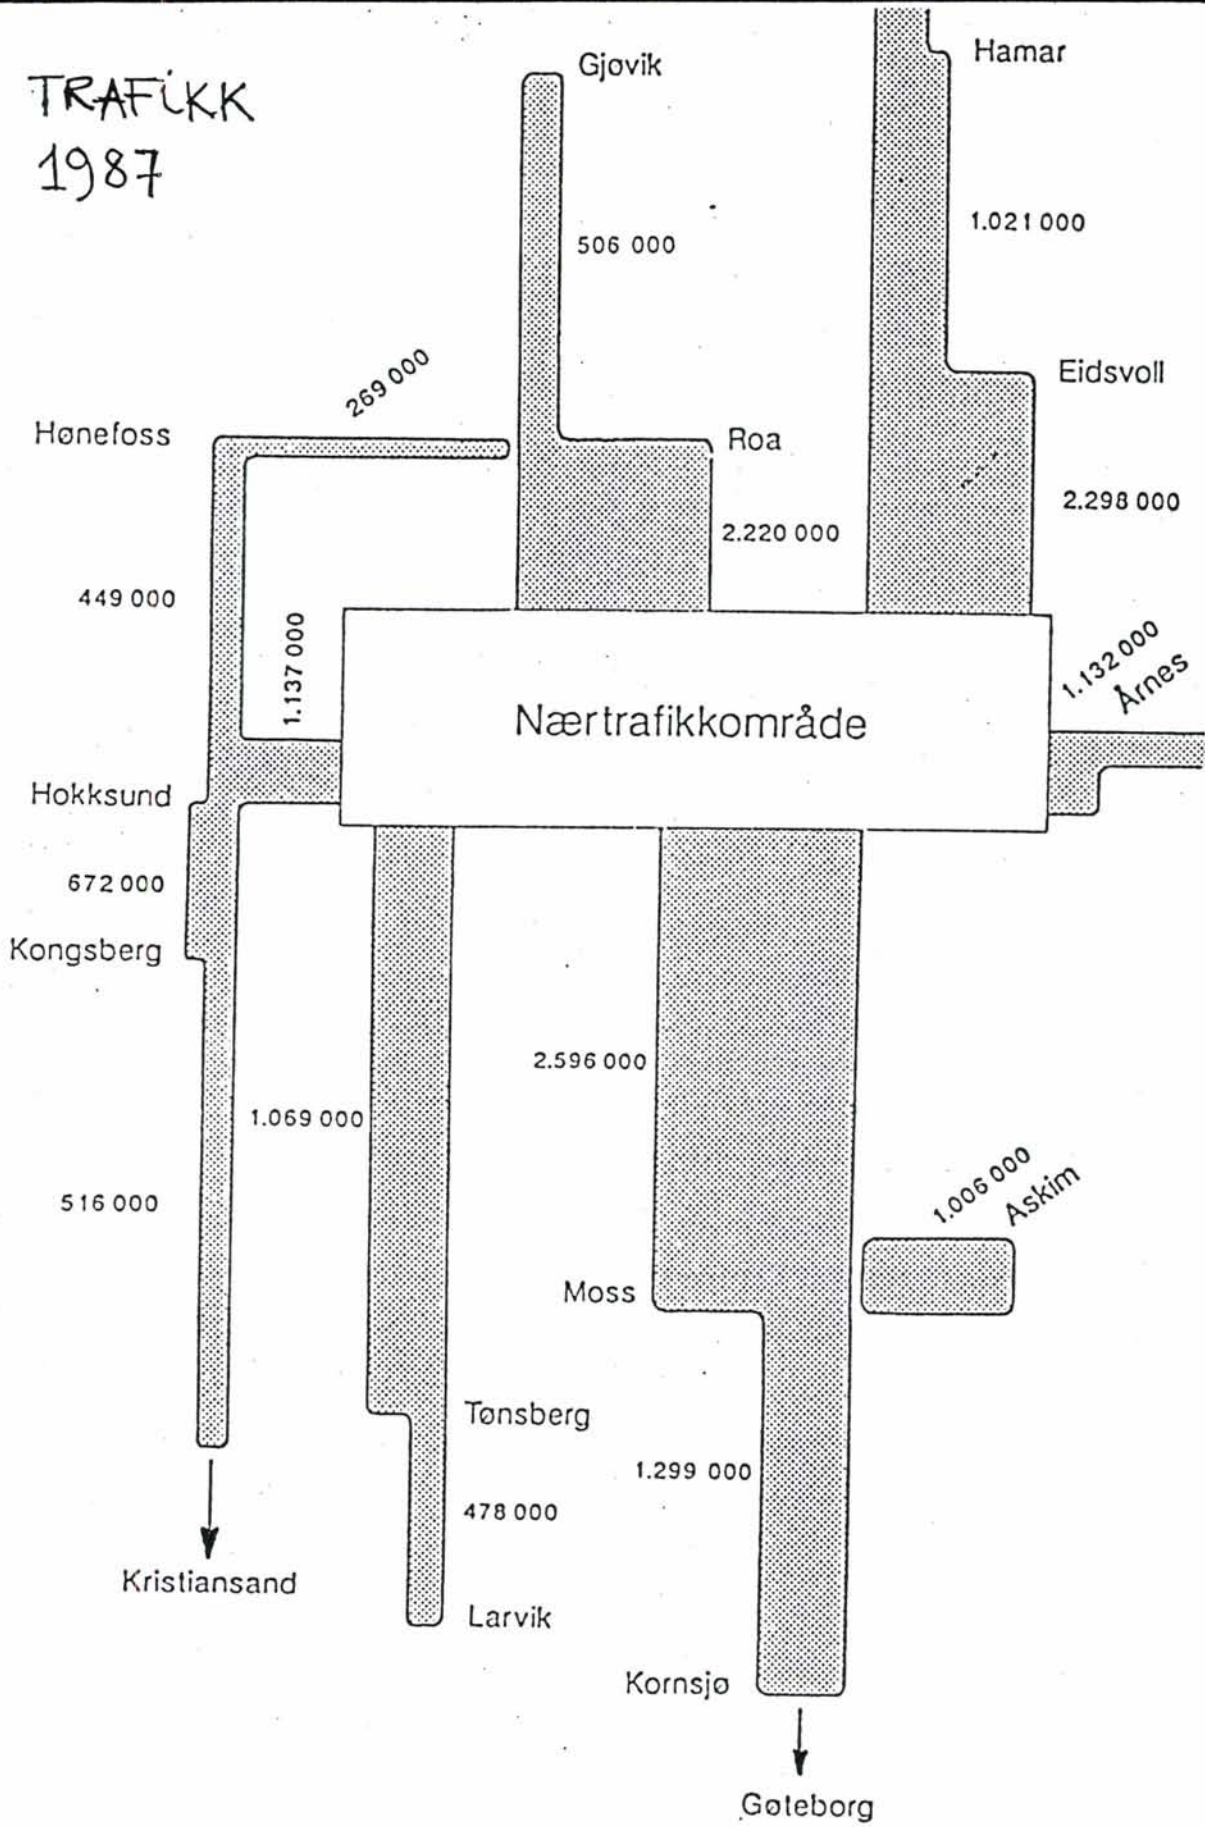 TRAFIKK
1987
Gjøvik
Hamar
506 000
1.021 000
269 000
Eidsvoll
Hønefoss
Roa
2.298 000
2.220 000
449 000
1.137 000
1.132 000
Årnes
Nærtrafikkområde
Hokksund
672 000
Kongsberg
2.596 000
1.069 000
516 000
1.006 000
Askim
Moss
Tønsberg
1.299 000
478 000
Kristiansand
Larvik
Kornsjø
Gøteborg